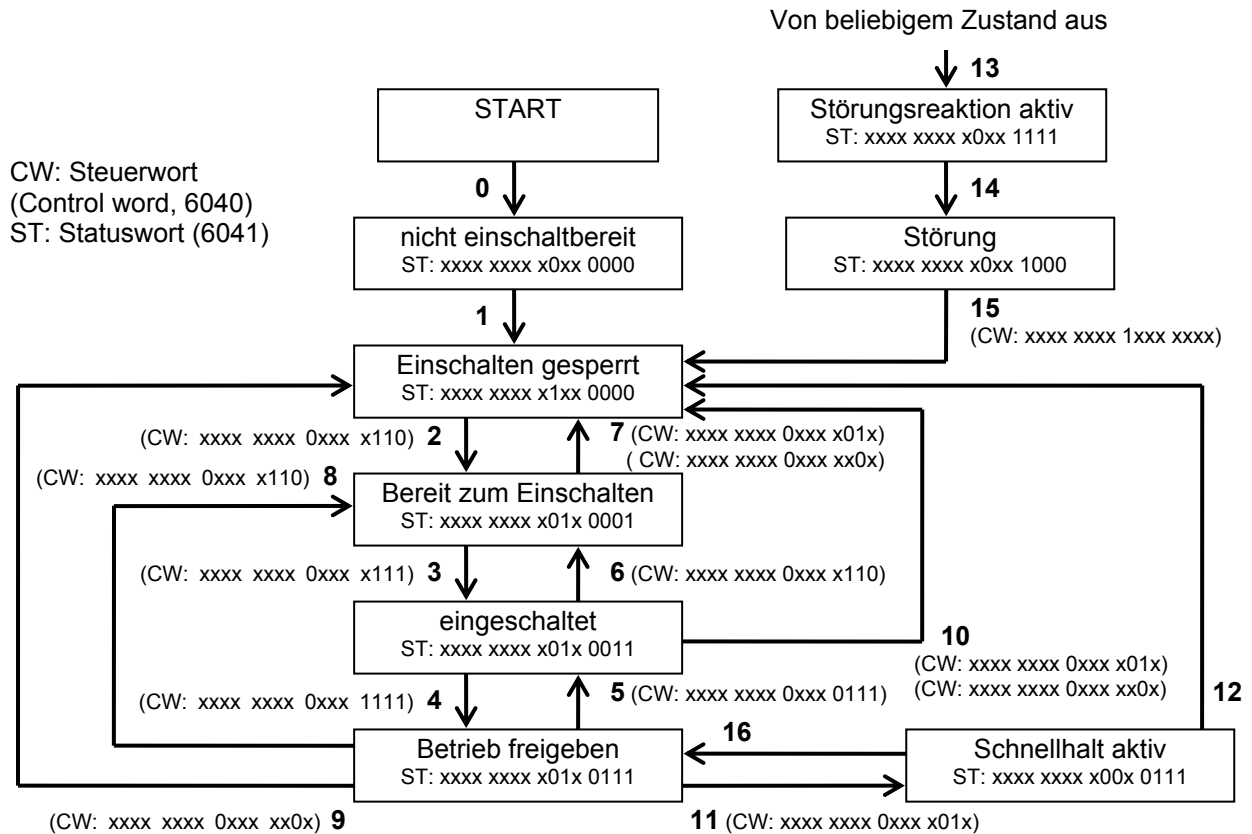 Von beliebigem Zustand aus
13
START
Störungsreaktion aktiv
ST: xxxx xxxx x0xx 1111
CW: Steuerwort
(Control word, 6040)
ST: Statuswort (6041)
0
14
nicht einschaltbereit
ST: xxxx xxxx x0xx 0000
Störung
ST: xxxx xxxx x0xx 1000
1
15
(CW: xxxx xxxx 1xxx xxxx)
Einschalten gesperrt
ST: xxxx xxxx x1xx 0000
(CW: xxxx xxxx 0xxx x110) 2
7 (CW: xxxx xxxx 0xxx x01x)
( CW: xxxx xxxx 0xxx xx0x)
(CW: xxxx xxxx 0xxx x110) 8
Bereit zum Einschalten
ST: xxxx xxxx x01x 0001
(CW: xxxx xxxx 0xxx x111) 3
6 (CW: xxxx xxxx 0xxx x110)
eingeschaltet
ST: xxxx xxxx x01x 0011
10
(CW: xxxx xxxx 0xxx x01x)
(CW: xxxx xxxx 0xxx xx0x)
(CW: xxxx xxxx 0xxx 1111) 4
5 (CW: xxxx xxxx 0xxx 0111)
12
16
Betrieb freigeben
ST: xxxx xxxx x01x 0111
Schnellhalt aktiv
ST: xxxx xxxx x00x 0111
(CW: xxxx xxxx 0xxx xx0x) 9
11 (CW: xxxx xxxx 0xxx x01x)